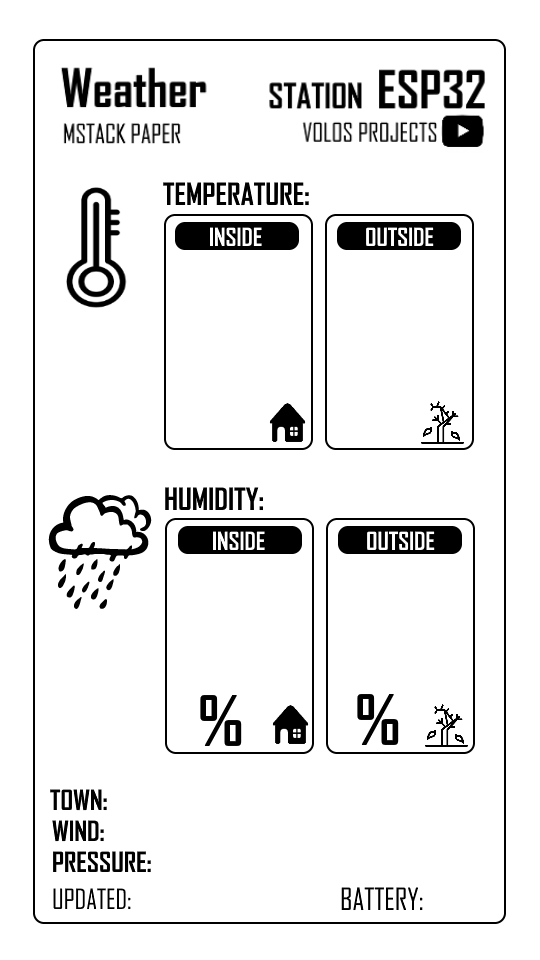 Weather STATION ESP32
MSTACK PAPER VOLOS PROJECTS
TEMPERATURE:
INSIDE OUTSIDE
HUMIDITY:
INSIDE OUTSIDE
% %
TOWN:
WIND:
PRESSURE:
UPDATED: BATTERY: